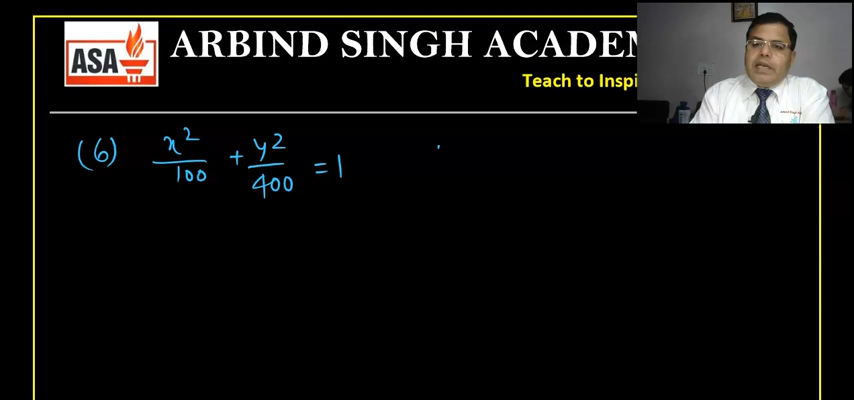 ASA
ARBIND SINGH ACADEM
Teach to Inspi
(6) x²/100 + y2/400 = 1